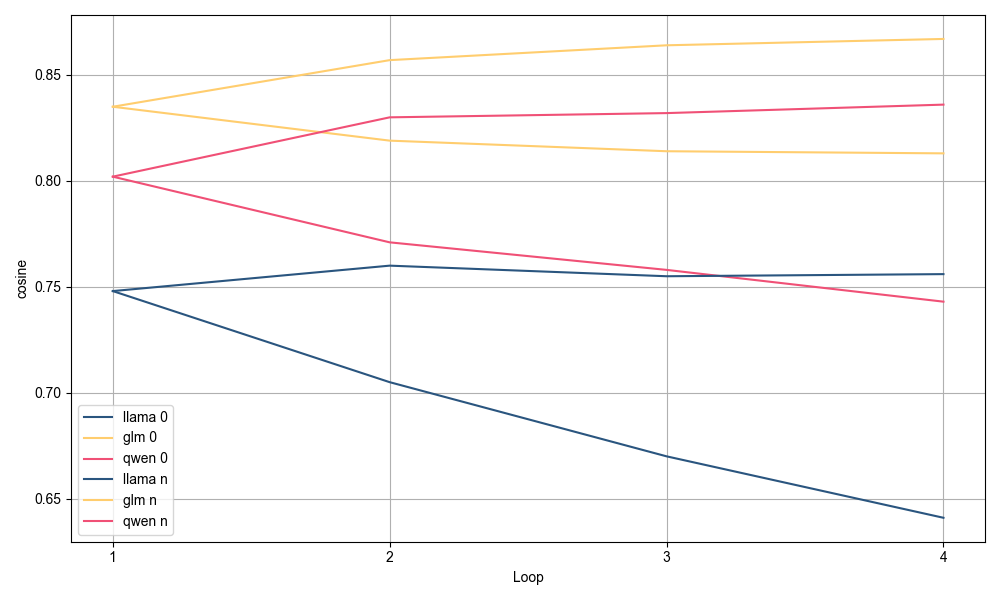 0.85
0.80
0.75
0.70
0.65
cosine
llama 0
glm 0
qwen 0
llama n
glm n
qwen n
1 2 3 4
Loop